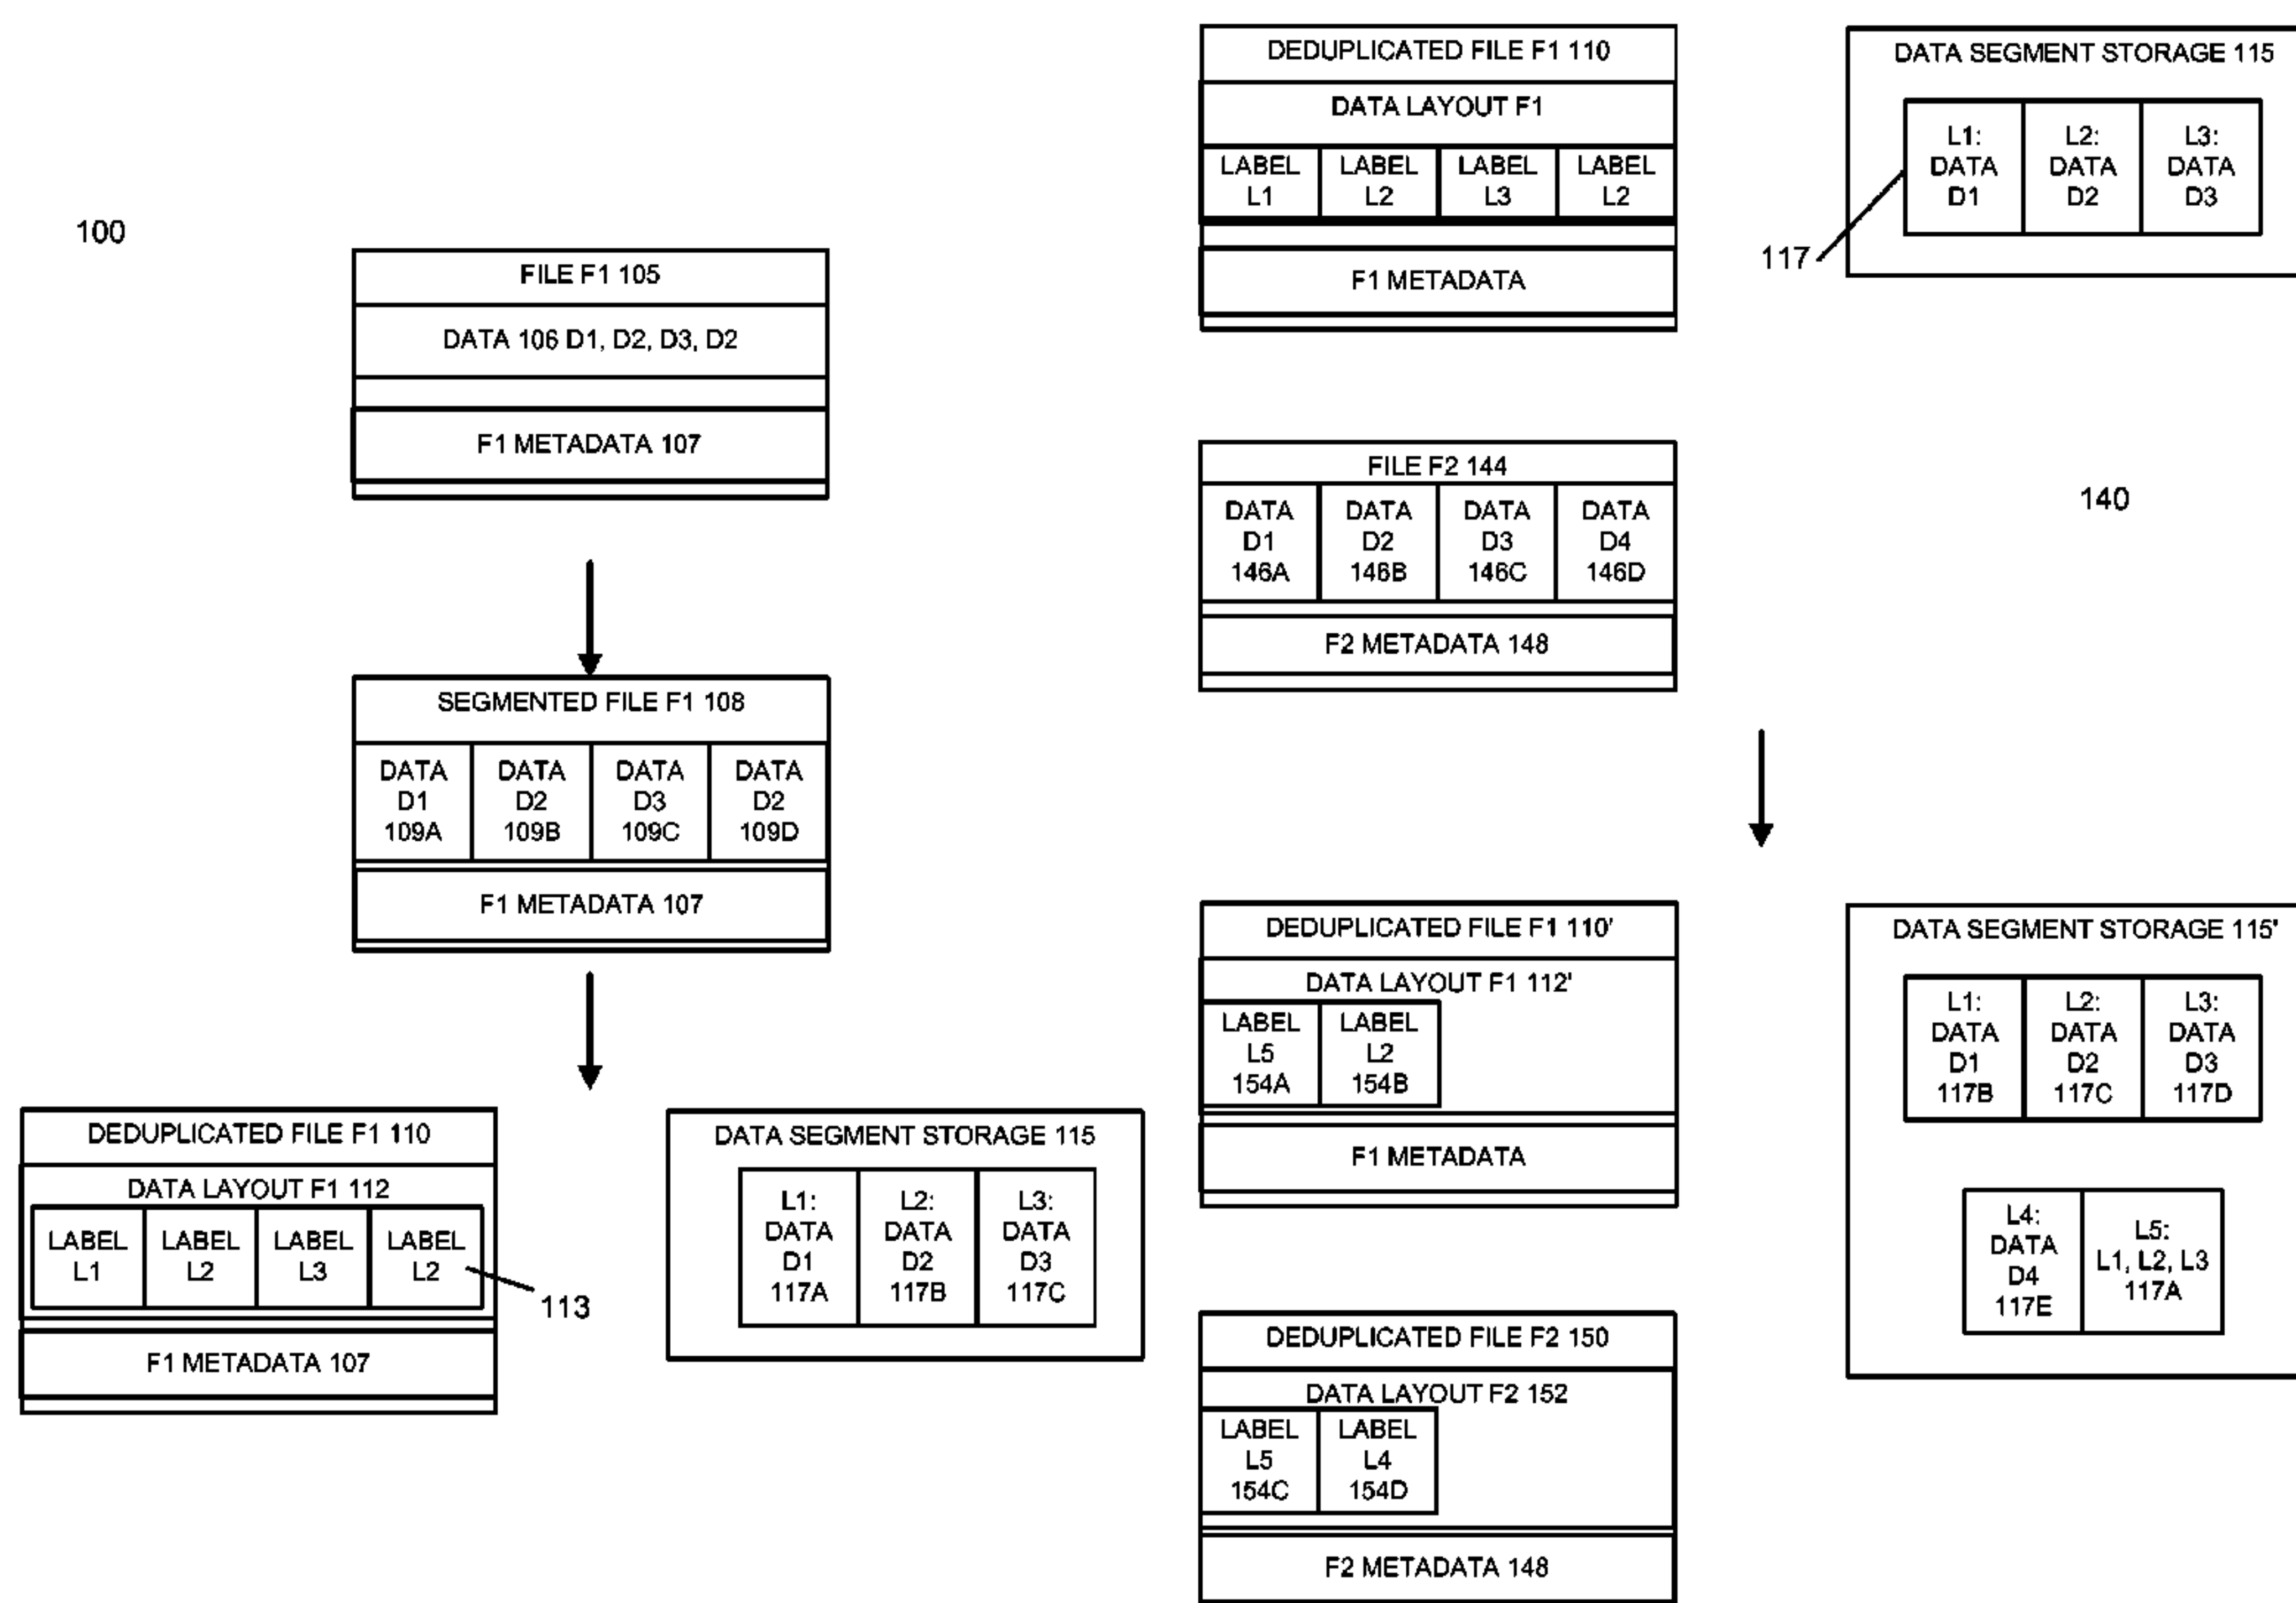 100
FILE F1 105
DATA 106 D1, D2, D3, D2
F1 METADATA 107
SEGMENTED FILE F1 108
DATA D1 109A
DATA D2 109B
DATA D3 109C
DATA D2 109D
F1 METADATA 107
DEDUPLICATED FILE F1 110
DATA LAYOUT F1 112
LABEL L1
LABEL L2
LABEL L3
LABEL L2
113
F1 METADATA 107
DATA SEGMENT STORAGE 115
L1: DATA D1 117A
L2: DATA D2 117B
L3: DATA D3 117C
DEDUPLICATED FILE F1 110
DATA LAYOUT F1
LABEL L1
LABEL L2
LABEL L3
LABEL L2
F1 METADATA
DATA SEGMENT STORAGE 115
L1: DATA D1
L2: DATA D2
L3: DATA D3
117
FILE F2 144
DATA D1 146A
DATA D2 146B
DATA D3 146C
DATA D4 146D
F2 METADATA 148
140
DEDUPLICATED FILE F1 110'
DATA LAYOUT F1 112'
LABEL L5 154A
LABEL L2 154B
F1 METADATA
DATA SEGMENT STORAGE 115'
L1: DATA D1 117B
L2: DATA D2 117C
L3: DATA D3 117D
L4: DATA D4 117E
L5: L1, L2, L3 117A
DEDUPLICATED FILE F2 150
DATA LAYOUT F2 152
LABEL L5 154C
LABEL L4 154D
F2 METADATA 148